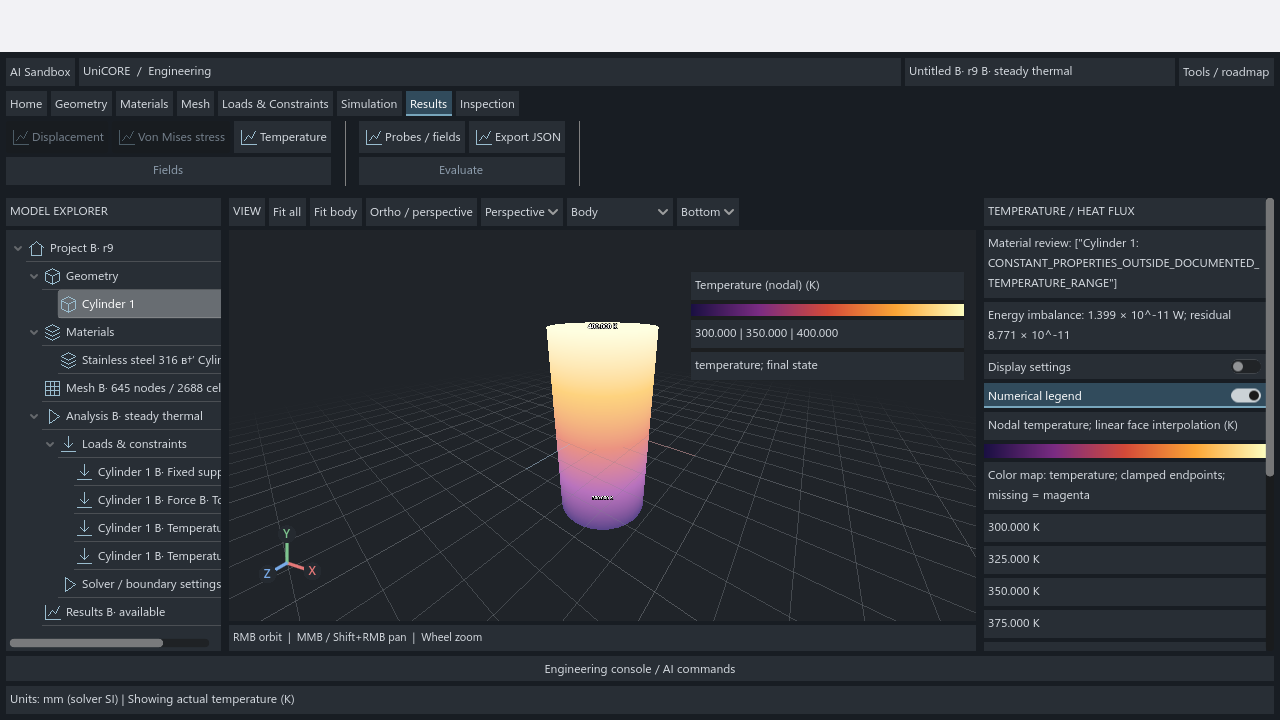 AI Sandbox
UniCORE / Engineering
Untitled В· r9 В· steady thermal
Tools / roadmap
Home
Geometry
Materials
Mesh
Loads & Constraints
Simulation
Results
Inspection
Displacement
Von Mises stress
Temperature
Probes / fields
Export JSON
Fields
Evaluate
MODEL EXPLORER
VIEW
Fit all
Fit body
Ortho / perspective
Perspective
Body
Bottom
TEMPERATURE / HEAT FLUX
Project В· r9
Geometry
Cylinder 1
Materials
Stainless steel 316 в†' Cylin
Mesh В· 645 nodes / 2688 cel
Analysis В· steady thermal
Loads & constraints
Cylinder 1 В· Fixed supp
Cylinder 1 В· Force В· To
Cylinder 1 В· Temperatu
Cylinder 1 В· Temperatu
Solver / boundary settings
Results В· available
Temperature (nodal) (K)
300.000 | 350.000 | 400.000
temperature; final state
400.000 K
Y
Z
X
RMB orbit | MMB / Shift+RMB pan | Wheel zoom
Material review: ["Cylinder 1:
CONSTANT_PROPERTIES_OUTSIDE_DOCUMENTED_
TEMPERATURE_RANGE"]
Energy imbalance: 1.399 × 10^-11 W; residual
8.771 × 10^-11
Display settings
Numerical legend
Nodal temperature; linear face interpolation (K)
Color map: temperature; clamped endpoints;
missing = magenta
300.000 K
325.000 K
350.000 K
375.000 K
Engineering console / AI commands
Units: mm (solver SI) | Showing actual temperature (K)